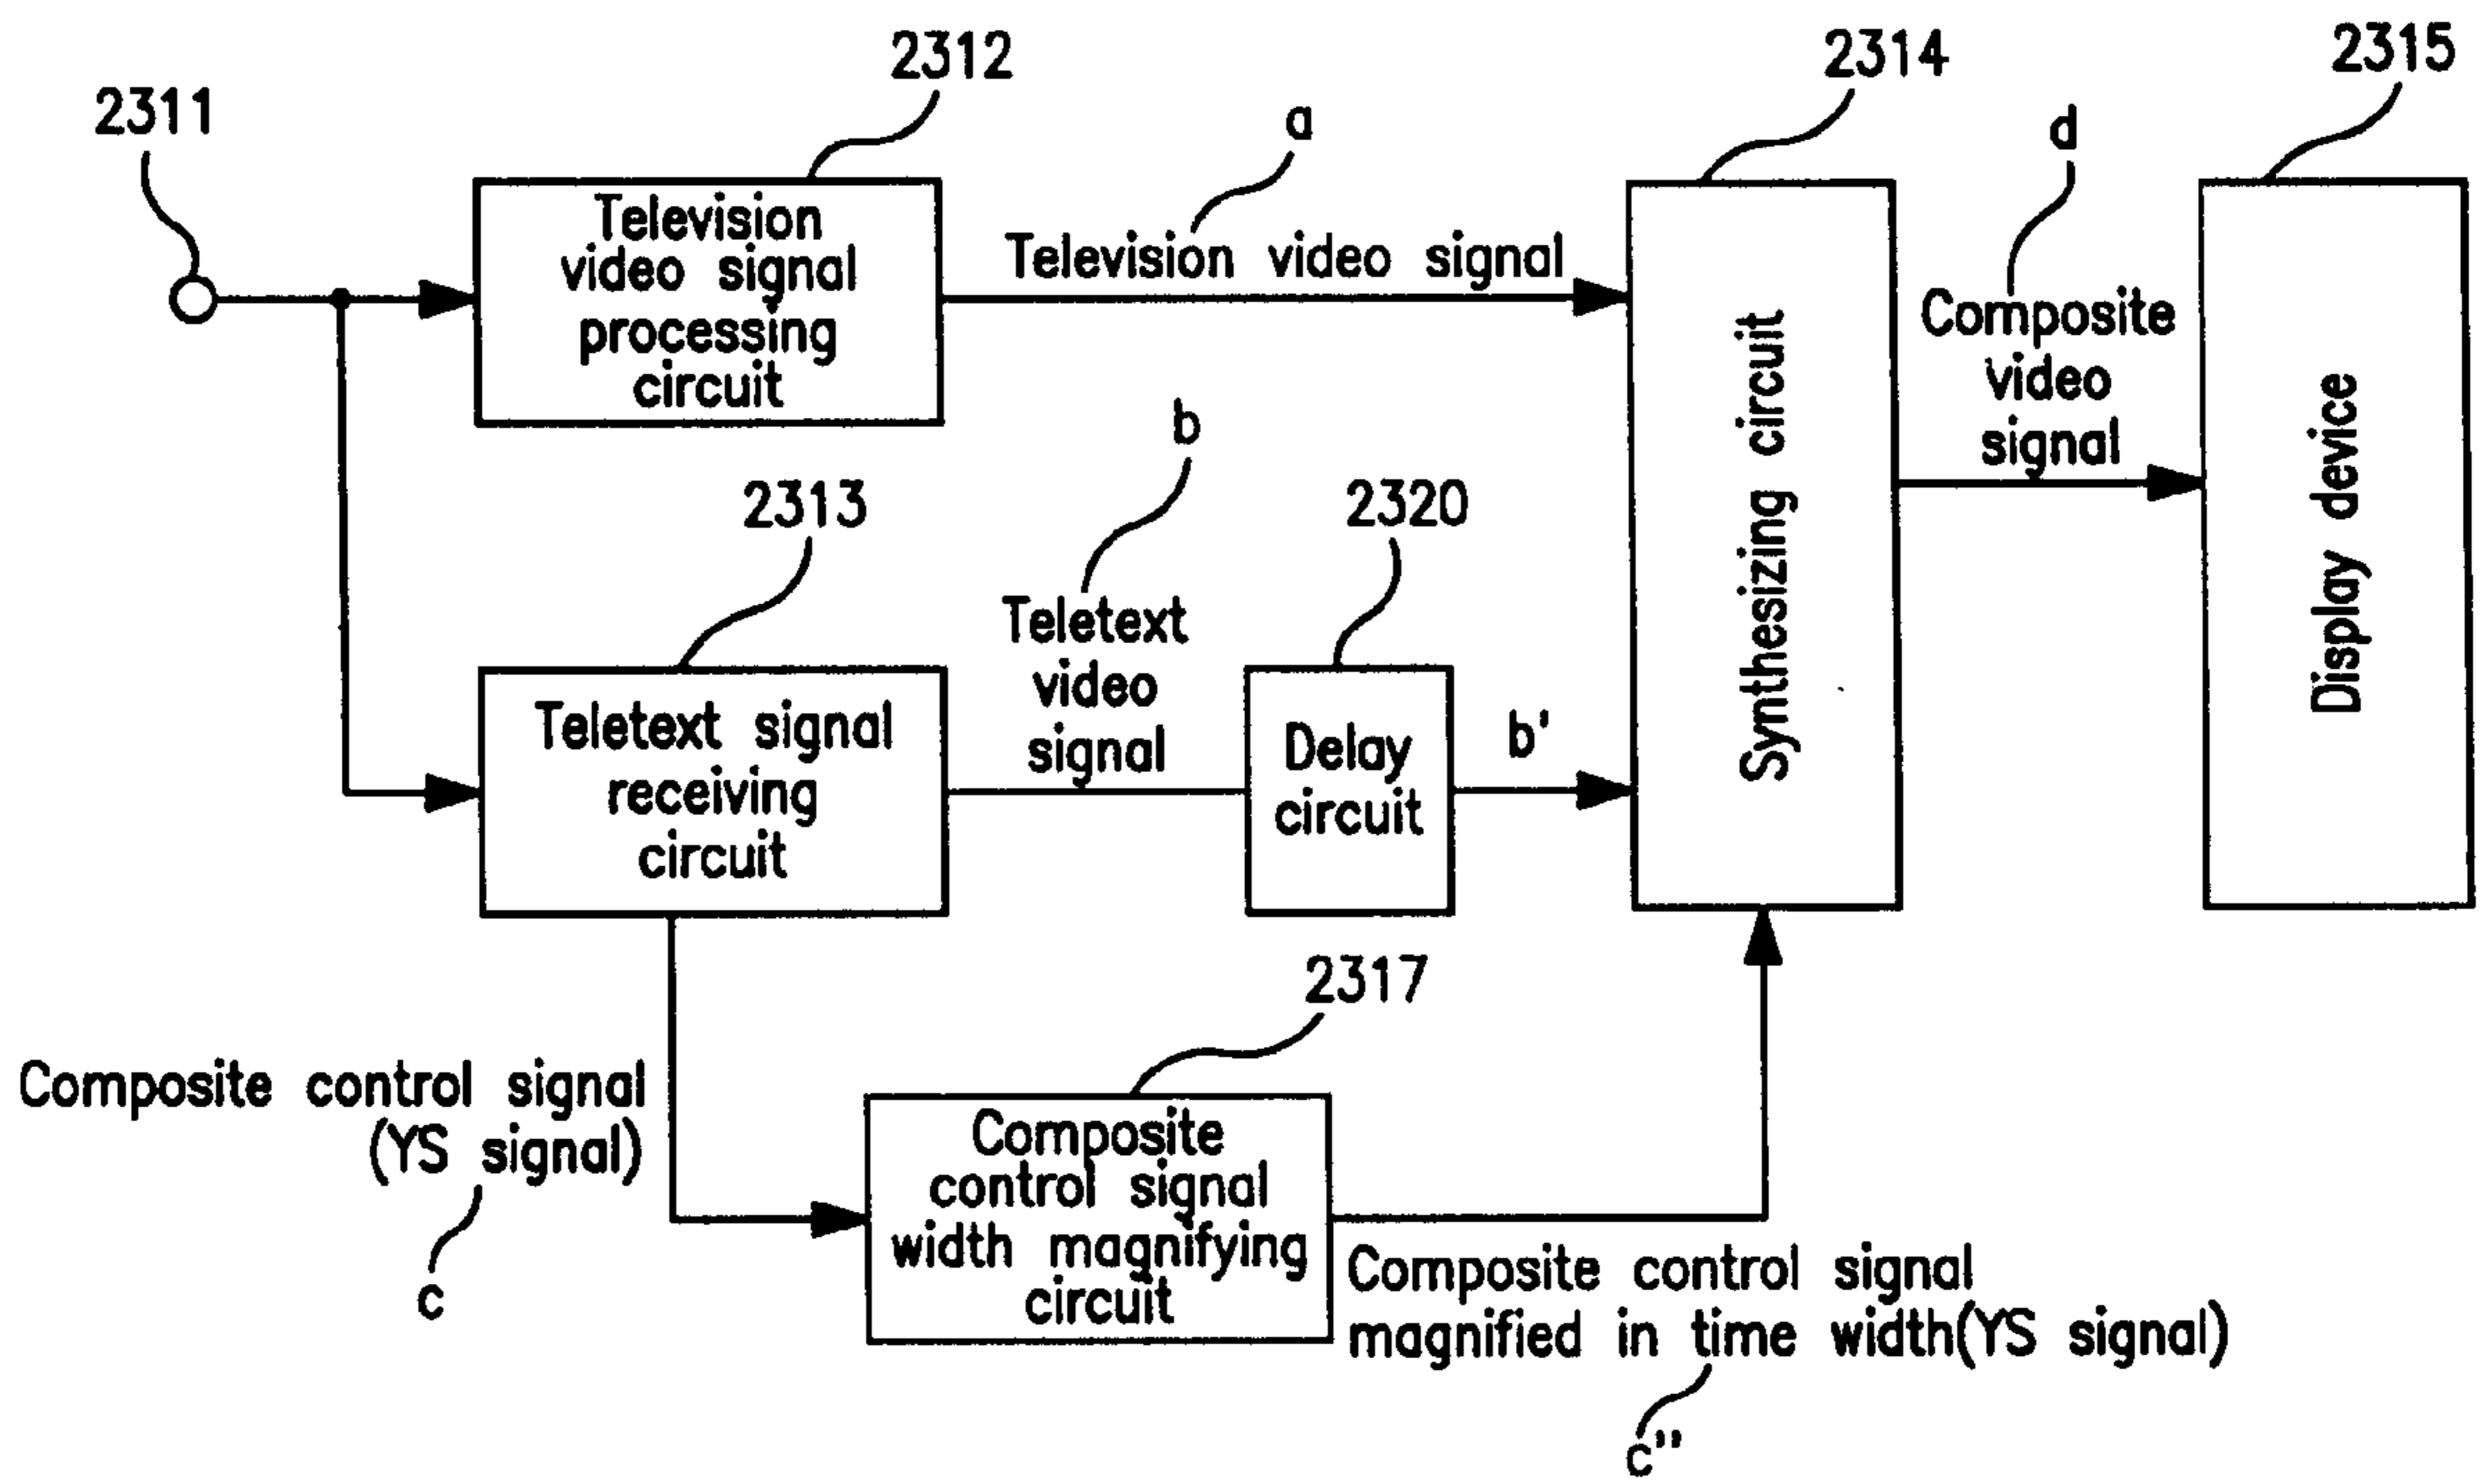 2311
2312
a
2314
d
2315
Television
video signal
processing
circuit
Television video signal
Composite
video
signal
Synthesizing circuit
Display device
2313
b
2320
Teletext
video
signal
Teletext signal
receiving
circuit
Delay
circuit
b'
2317
Composite control signal
(YS signal)
c
Composite
control signal
width magnifying
circuit
Composite control signal
magnified in time width(YS signal)
c"